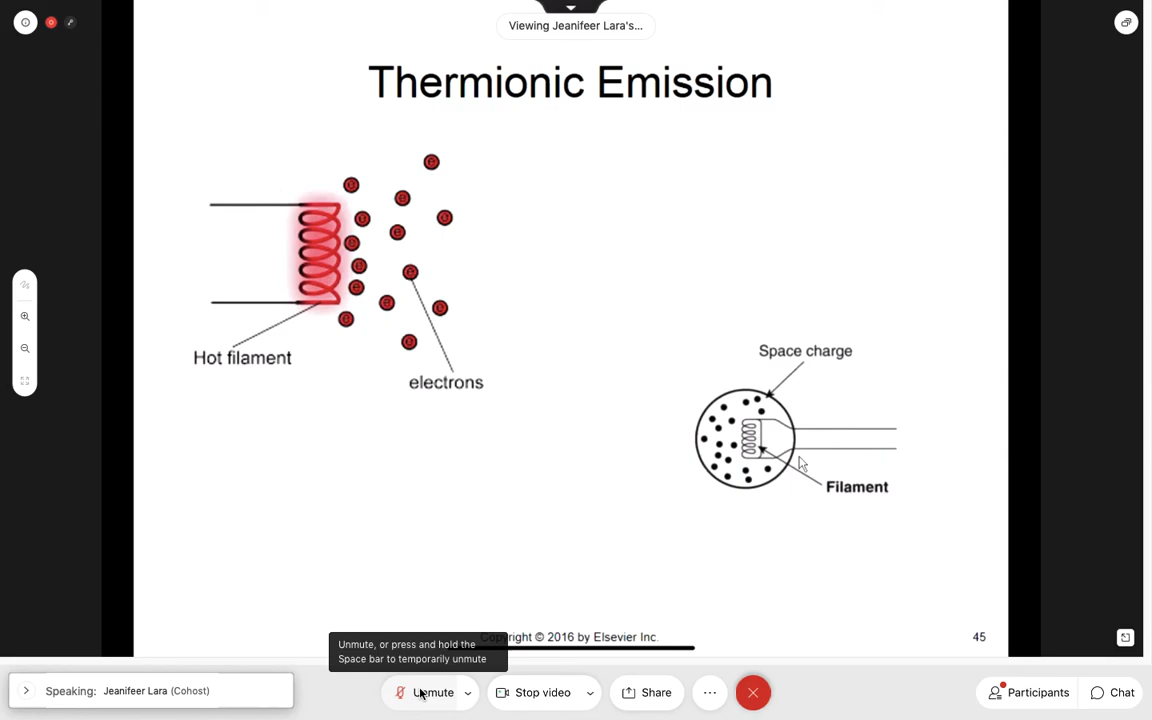 Viewing Jeanifeer Lara's...
Thermionic Emission
e
e
e
e
e
e
e
e
e
e
e
e
e
e
Hot filament
electrons
Space charge
Filament
Unmute, or press and hold the
Space bar to temporarily unmute
right © 2016 by Elsevier Inc.
45
Speaking: Jeanifeer Lara (Cohost)
Unmute
Stop video
Share
Participants
Chat